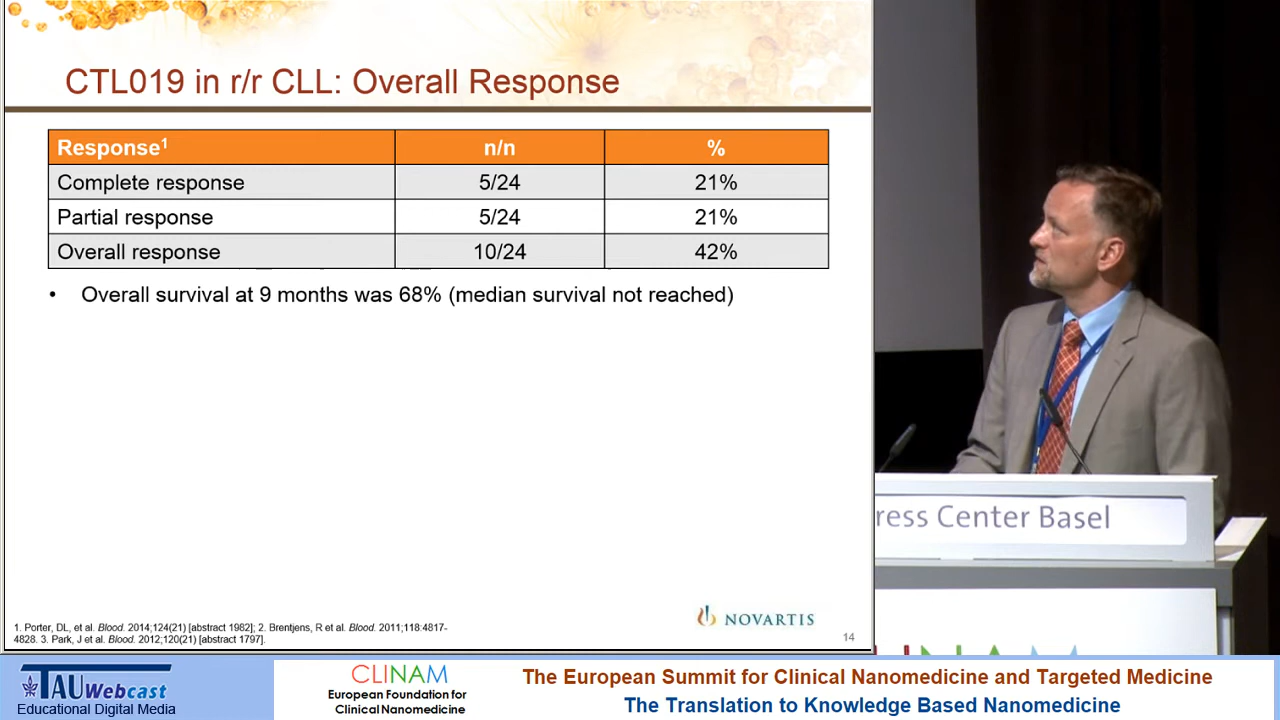 CTL019 in r/r CLL: Overall Response
Response¹ n/n %
Complete response 5/24 21%
Partial response 5/24 21%
Overall response 10/24 42%
• Overall survival at 9 months was 68% (median survival not reached)
1. Porter, DL, et al. Blood. 2014;124(21) [abstract 1982]; 2. Brentjens, R et al. Blood. 2011;118:4817-
4828. 3. Park, J et al. Blood. 2012;120(21) [abstract 1797].
NOVARTIS
14
ress Center Basel
CLINAM
TAU Webcast
Educational Digital Media
CLINAM
European Foundation for
Clinical Nanomedicine
The European Summit for Clinical Nanomedicine and Targeted Medicine
The Translation to Knowledge Based Nanomedicine